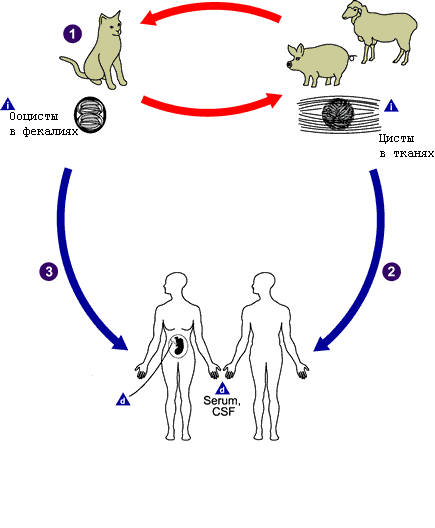 1
i
Ооцисты
в фекалиях
i
Цисты
в тканях
3
2
d
d
Serum,
CSF